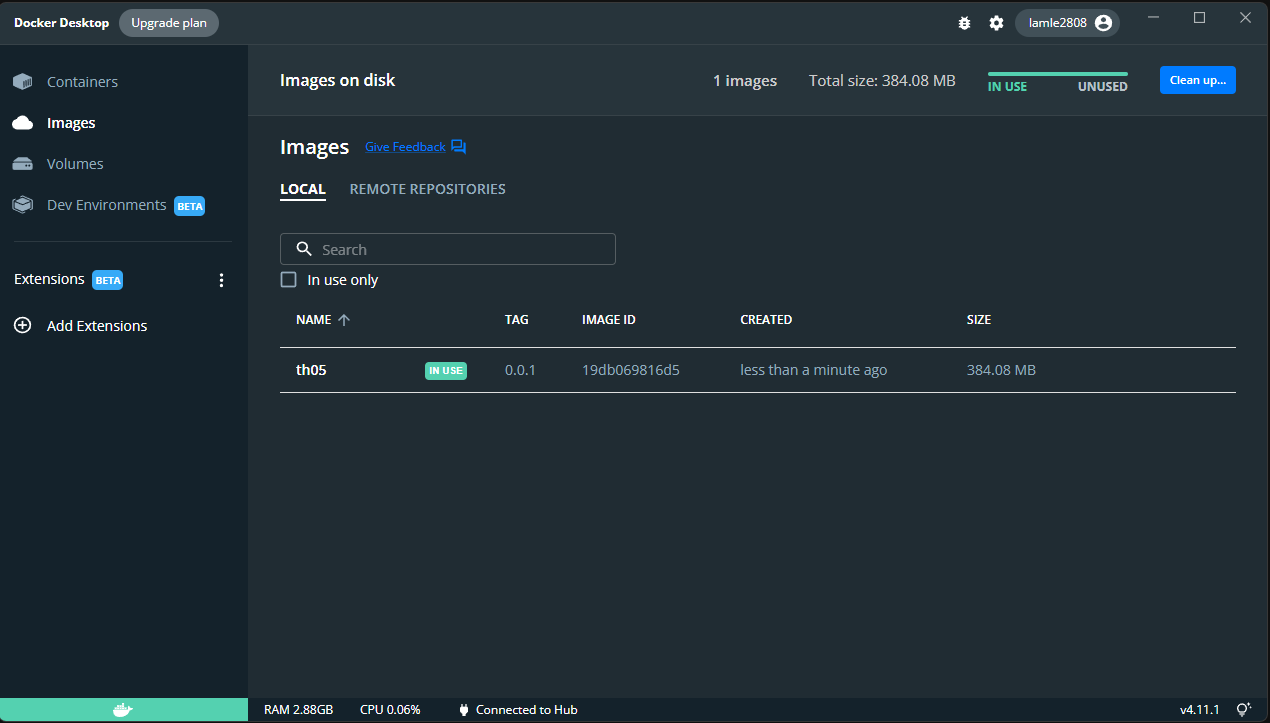 Docker Desktop Upgrade plan lamle2808
Containers
Images
Volumes
Dev Environments BETA
Extensions BETA
Add Extensions
Images on disk 1 images Total size: 384.08 MB IN USE UNUSED Clean up...
Images Give Feedback
LOCAL REMOTE REPOSITORIES
Search
In use only
NAME TAG IMAGE ID CREATED SIZE
th05 IN USE 0.0.1 19db069816d5 less than a minute ago 384.08 MB
RAM 2.88GB CPU 0.06% Connected to Hub v4.11.1